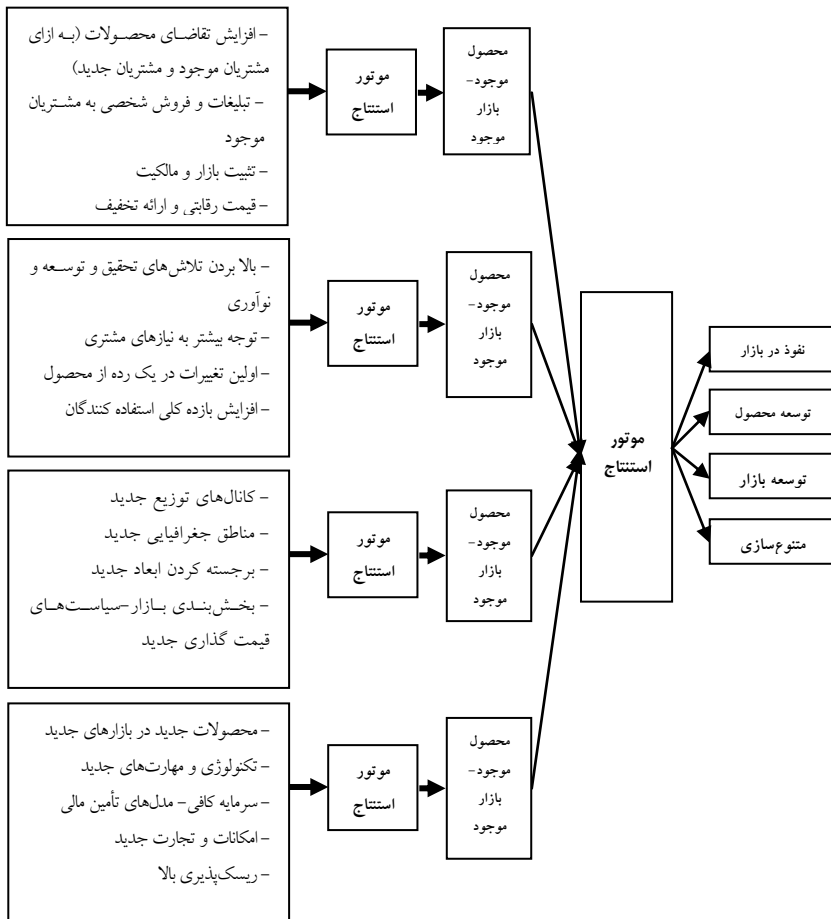 - افزایش تقاضای محصولات (به ازای
مشتریان موجود و مشتریان جدید)
- تبلیغات و فروش شخصی به مشتریان
موجود
- تثبیت بازار و مالکیت
- قیمت رقابتی و ارائه تخفیف
موتور
استنتاج
محصول
موجود-
بازار
موجود
- بالا بردن تلاش‌های تحقیق و توسعه و
نوآوری
- توجه بیشتر به نیازهای مشتری
- اولین تغییرات در یک رده از محصول
- افزایش بازده کلی استفاده کنندگان
موتور
استنتاج
محصول
موجود-
بازار
موجود
- کانال‌های توزیع جدید
- مناطق جغرافیایی جدید
- برجسته کردن ابعاد جدید
- بخش‌بندی بازار-سیاست‌های
قیمت گذاری جدید
موتور
استنتاج
محصول
موجود-
بازار
موجود
- محصولات جدید در بازارهای جدید
- تکنولوژی و مهارت‌های جدید
- سرمایه کافی- مدل‌های تأمین مالی
- امکانات و تجارت جدید
- ریسک‌پذیری بالا
موتور
استنتاج
محصول
موجود-
بازار
موجود
موتور
استنتاج
نفوذ در بازار
توسعه محصول
توسعه بازار
متنوع‌سازی